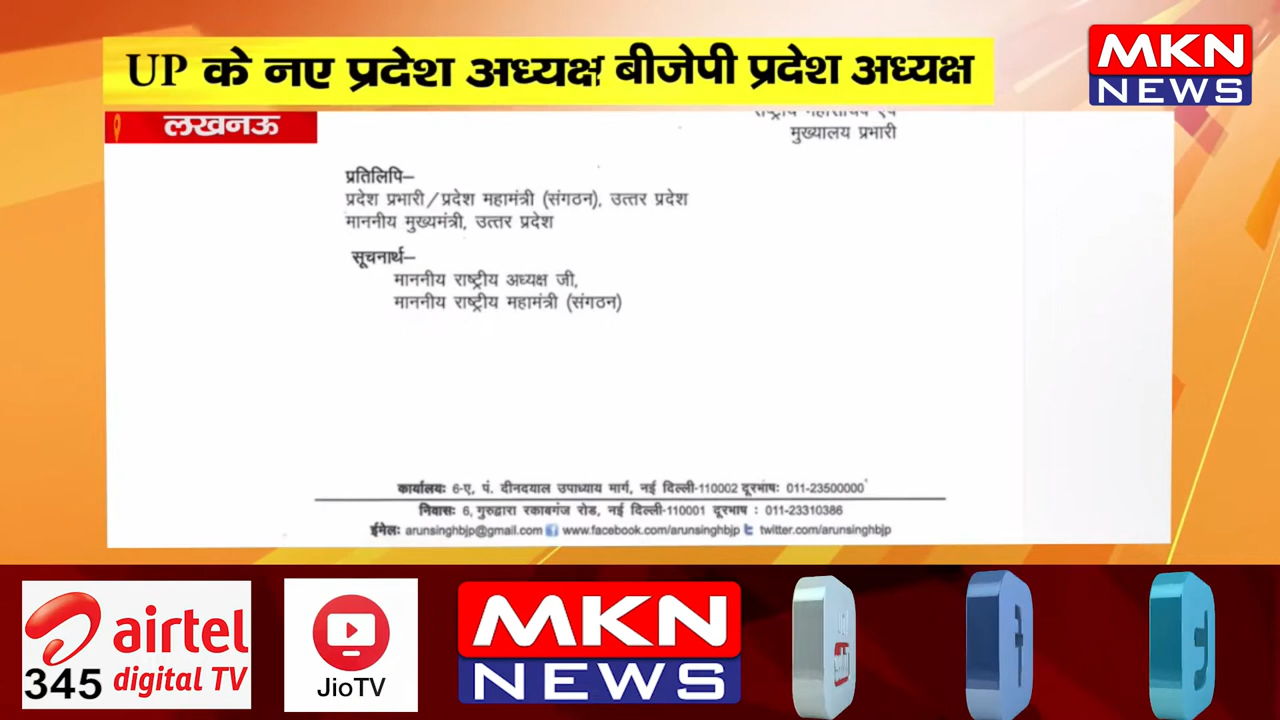 UP के नए प्रदेश अध्यक्ष बीजेपी प्रदेश अध्यक्ष
MKN
NEWS
लखनऊ
मुख्यालय प्रभारी
प्रतिलिपि–
प्रदेश प्रभारी/प्रदेश महामंत्री (संगठन), उत्तर प्रदेश
माननीय मुख्यमंत्री, उत्तर प्रदेश
सूचनार्थ–
माननीय राष्ट्रीय अध्यक्ष जी,
माननीय राष्ट्रीय महामंत्री (संगठन)
कार्यालयः 6-ए, पं. दीनदयाल उपाध्याय मार्ग, नई दिल्ली-110002 दूरभाषः 011-23500000
निवासः 6, गुरुद्वारा रकाबगंज रोड, नई दिल्ली-110001 दूरभाष : 011-23310386
ईमेलः arunsinghbjp@gmail.com www.facebook.com/arunsinghbjp twitter.com/arunsinghbjp
airtel
345 digital TV
JioTV
MKN
NEWS